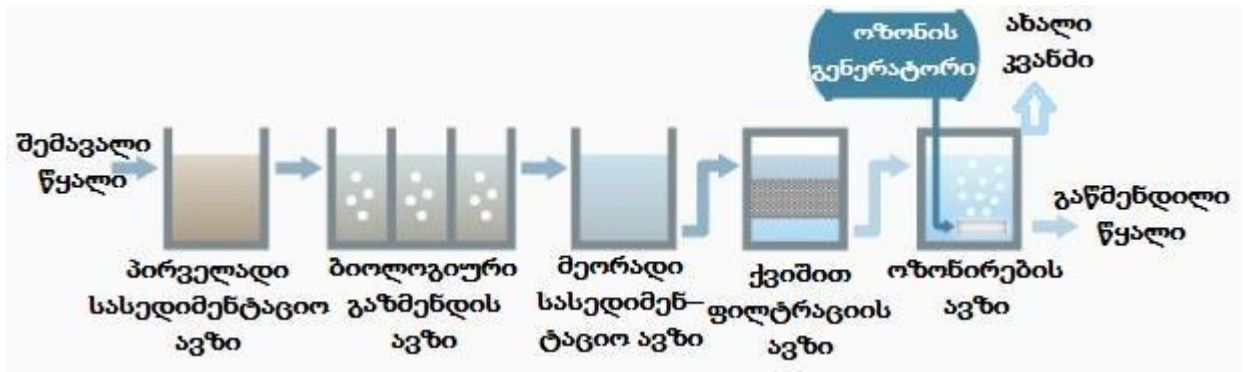 ოზონის
გენერატორი
ახალი
კვანძი
შემავალი
წყალი
გაწმენდილი
წყალი
პირველადი
სასედიმენტაციო
ავზი
ბიოლოგიური
გაზმენდის
ავზი
მეორადი
სასედიმენ–
ტაციო ავზი
ქვიშით
ფილტრაციის
ავზი
ოზონირების
ავზი